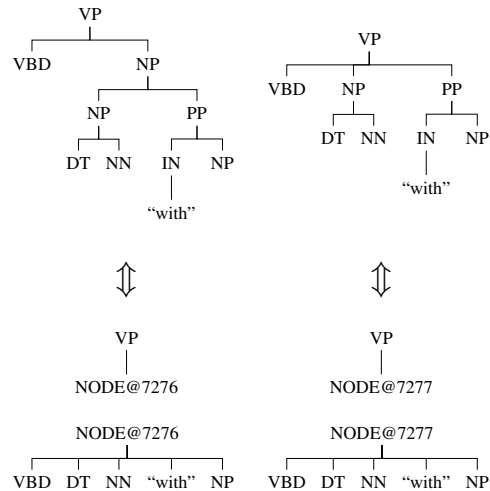 VP
VBD NP
NP PP
DT NN IN NP
“with”
VP
NODE@7276
NODE@7276
VBD DT NN “with” NP
VP
VBD NP PP
DT NN IN NP
“with”
VP
NODE@7277
NODE@7277
VBD DT NN “with” NP